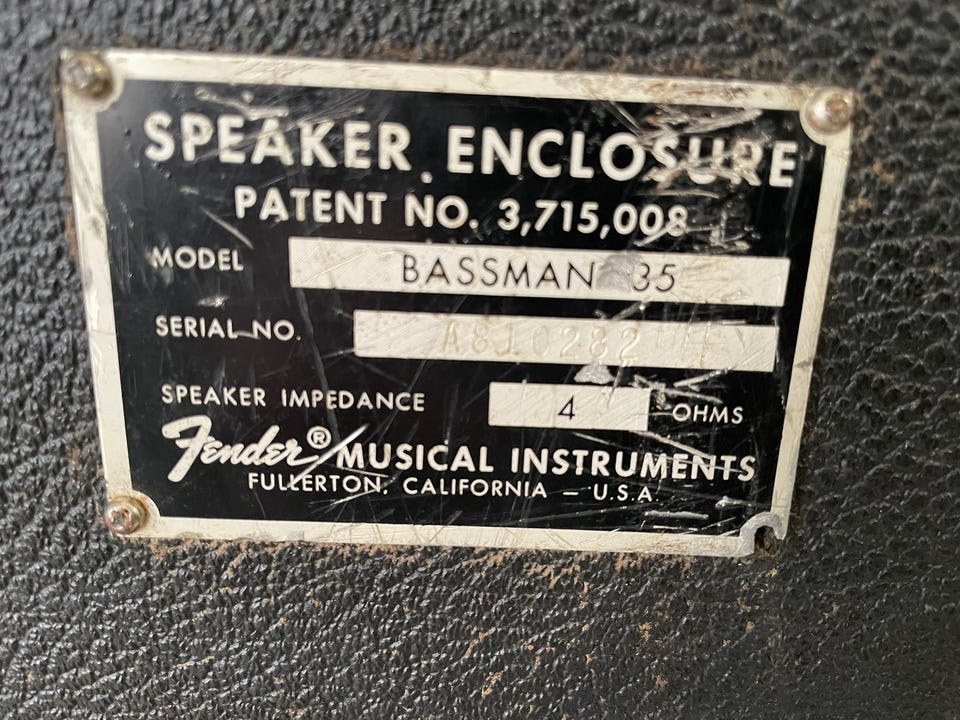 SPEAKER ENCLOSURE
PATENT NO. 3,715,008
MODEL BASSMAN 35
SERIAL NO. A810282
SPEAKER IMPEDANCE 4 OHMS
Fender® MUSICAL INSTRUMENTS
FULLERTON, CALIFORNIA – U.S.A.